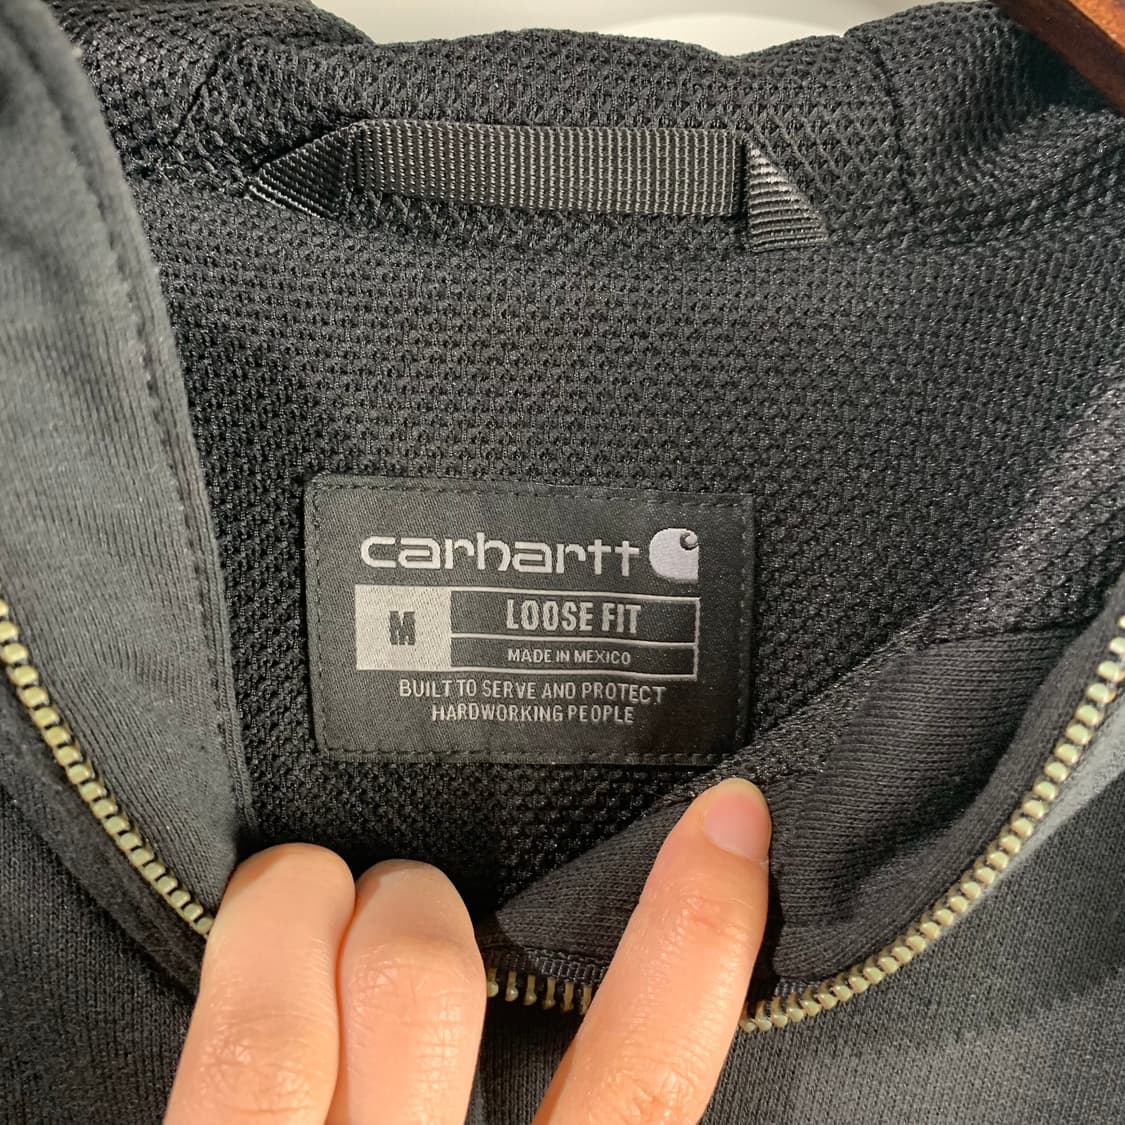 carhartt
M
LOOSE FIT
MADE IN MEXICO
BUILT TO SERVE AND PROTECT
HARDWORKING PEOPLE